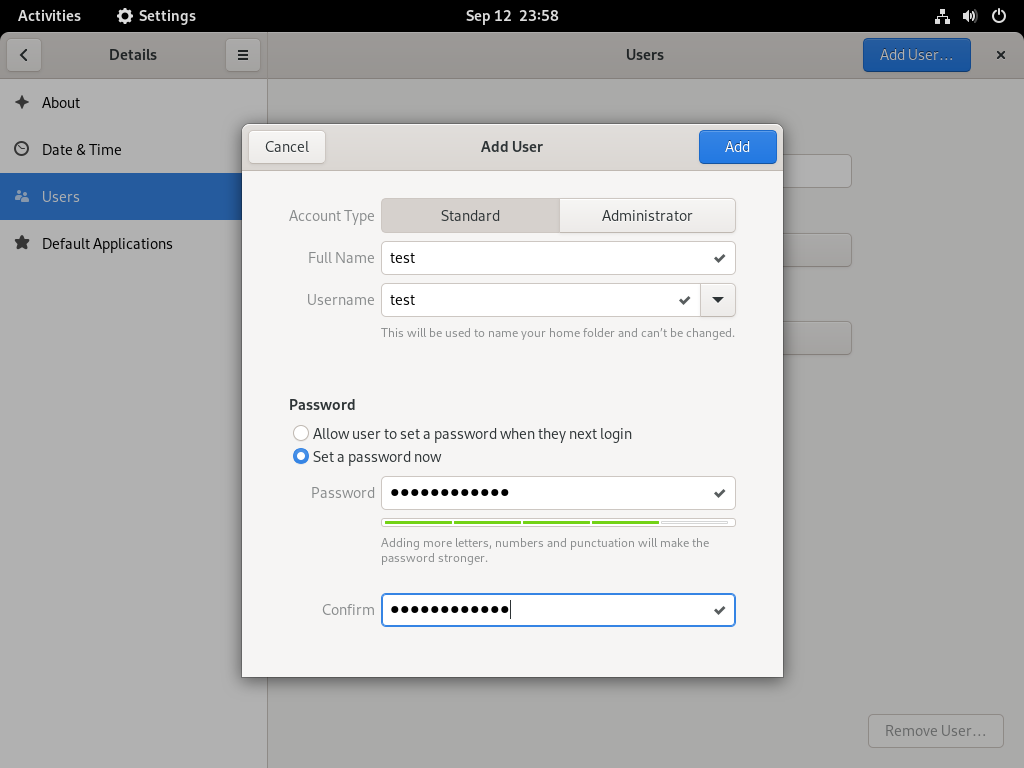 Activities
Settings
Sep 12 23:58
Details
Users
Add User…
About
Date & Time
Users
Default Applications
Cancel
Add User
Add
Account Type
Standard
Administrator
Full Name
test
Username
test
This will be used to name your home folder and can’t be changed.
Password
Allow user to set a password when they next login
Set a password now
Password
●●●●●●●●●●●●
Adding more letters, numbers and punctuation will make the
password stronger.
Confirm
●●●●●●●●●●●●
Remove User…